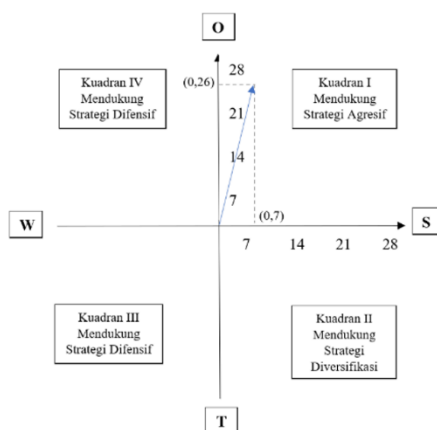 O
Kuadran IV
Mendukung
Strategi Difensif
(0,26)
28
21
14
7
Kuadran I
Mendukung
Strategi Agresif
W
(0,7)
S
7 14 21 28
Kuadran III
Mendukung
Strategi Difensif
Kuadran II
Mendukung
Strategi
Diversifikasi
T